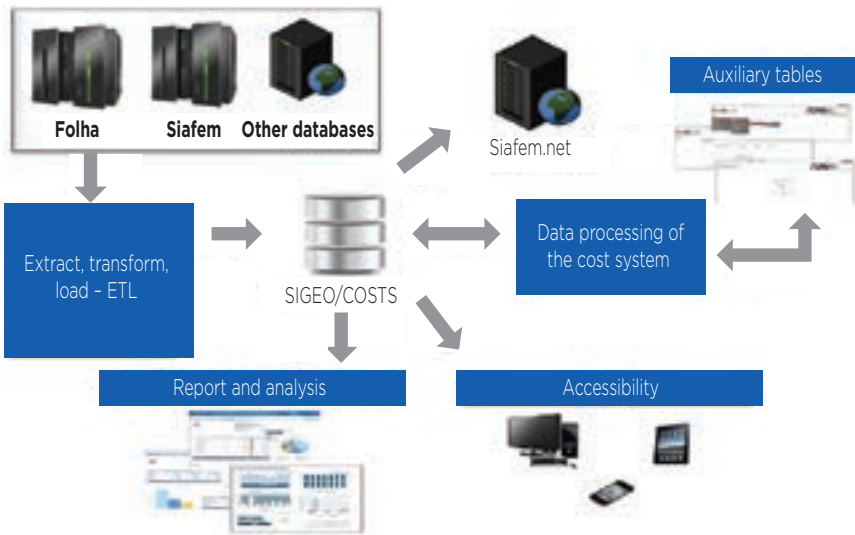 Folha
Siafem
Other databases
Siafem.net
Auxiliary tables
Extract, transform,
load – ETL
SIGEO/COSTS
Data processing of
the cost system
Report and analysis
Accessibility